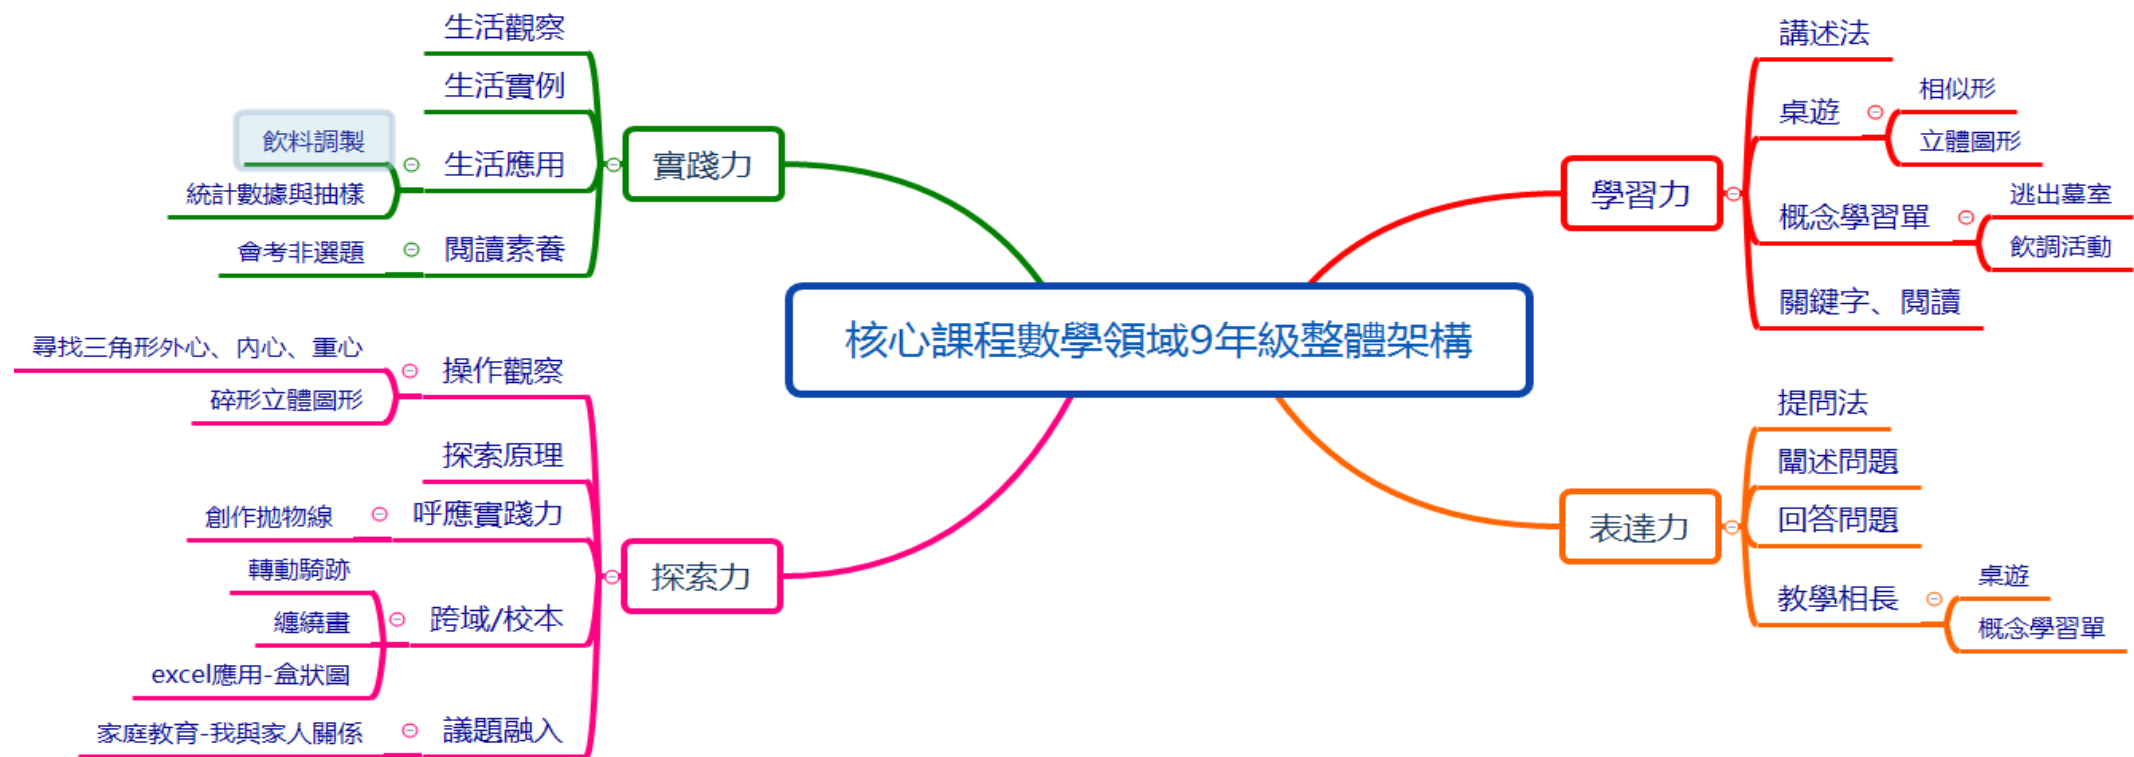 核心課程數學領域9年級整體架構
學習力
講述法
桌遊
相似形
立體圖形
概念學習單
逃出墓室
飲調活動
關鍵字、閱讀
表達力
提問法
闡述問題
回答問題
教學相長
桌遊
概念學習單
實踐力
生活觀察
生活實例
生活應用
飲料調製
統計數據與抽樣
閱讀素養
會考非選題
探索力
操作觀察
尋找三角形外心、內心、重心
碎形立體圖形
探索原理
呼應實踐力
創作拋物線
跨域/校本
轉動騎跡
纏繞畫
excel應用-盒狀圖
議題融入
家庭教育-我與家人關係